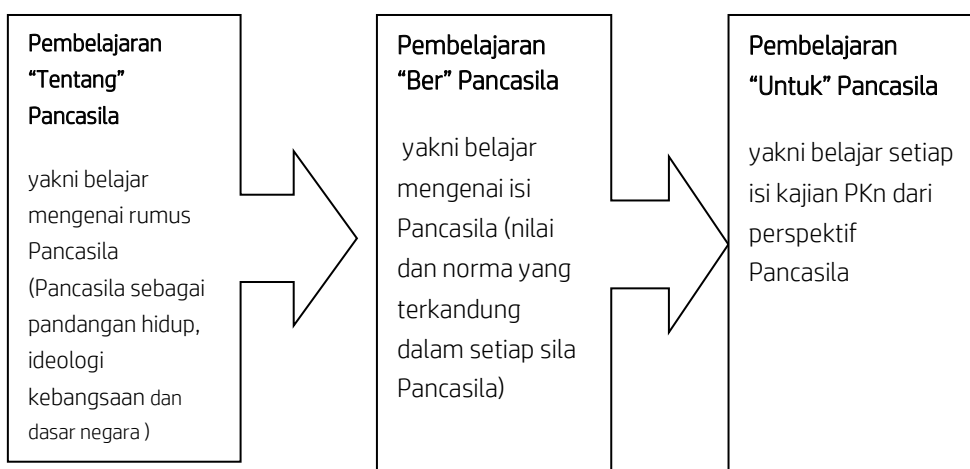 Pembelajaran
“Tentang”
Pancasila
yakni belajar
mengenai rumus
Pancasila
(Pancasila sebagai
pandangan hidup,
ideologi
kebangsaan dan
dasar negara )
Pembelajaran
“Ber” Pancasila
yakni belajar
mengenai isi
Pancasila (nilai
dan norma yang
terkandung
dalam setiap sila
Pancasila)
Pembelajaran
“Untuk” Pancasila
yakni belajar setiap
isi kajian PKn dari
perspektif
Pancasila